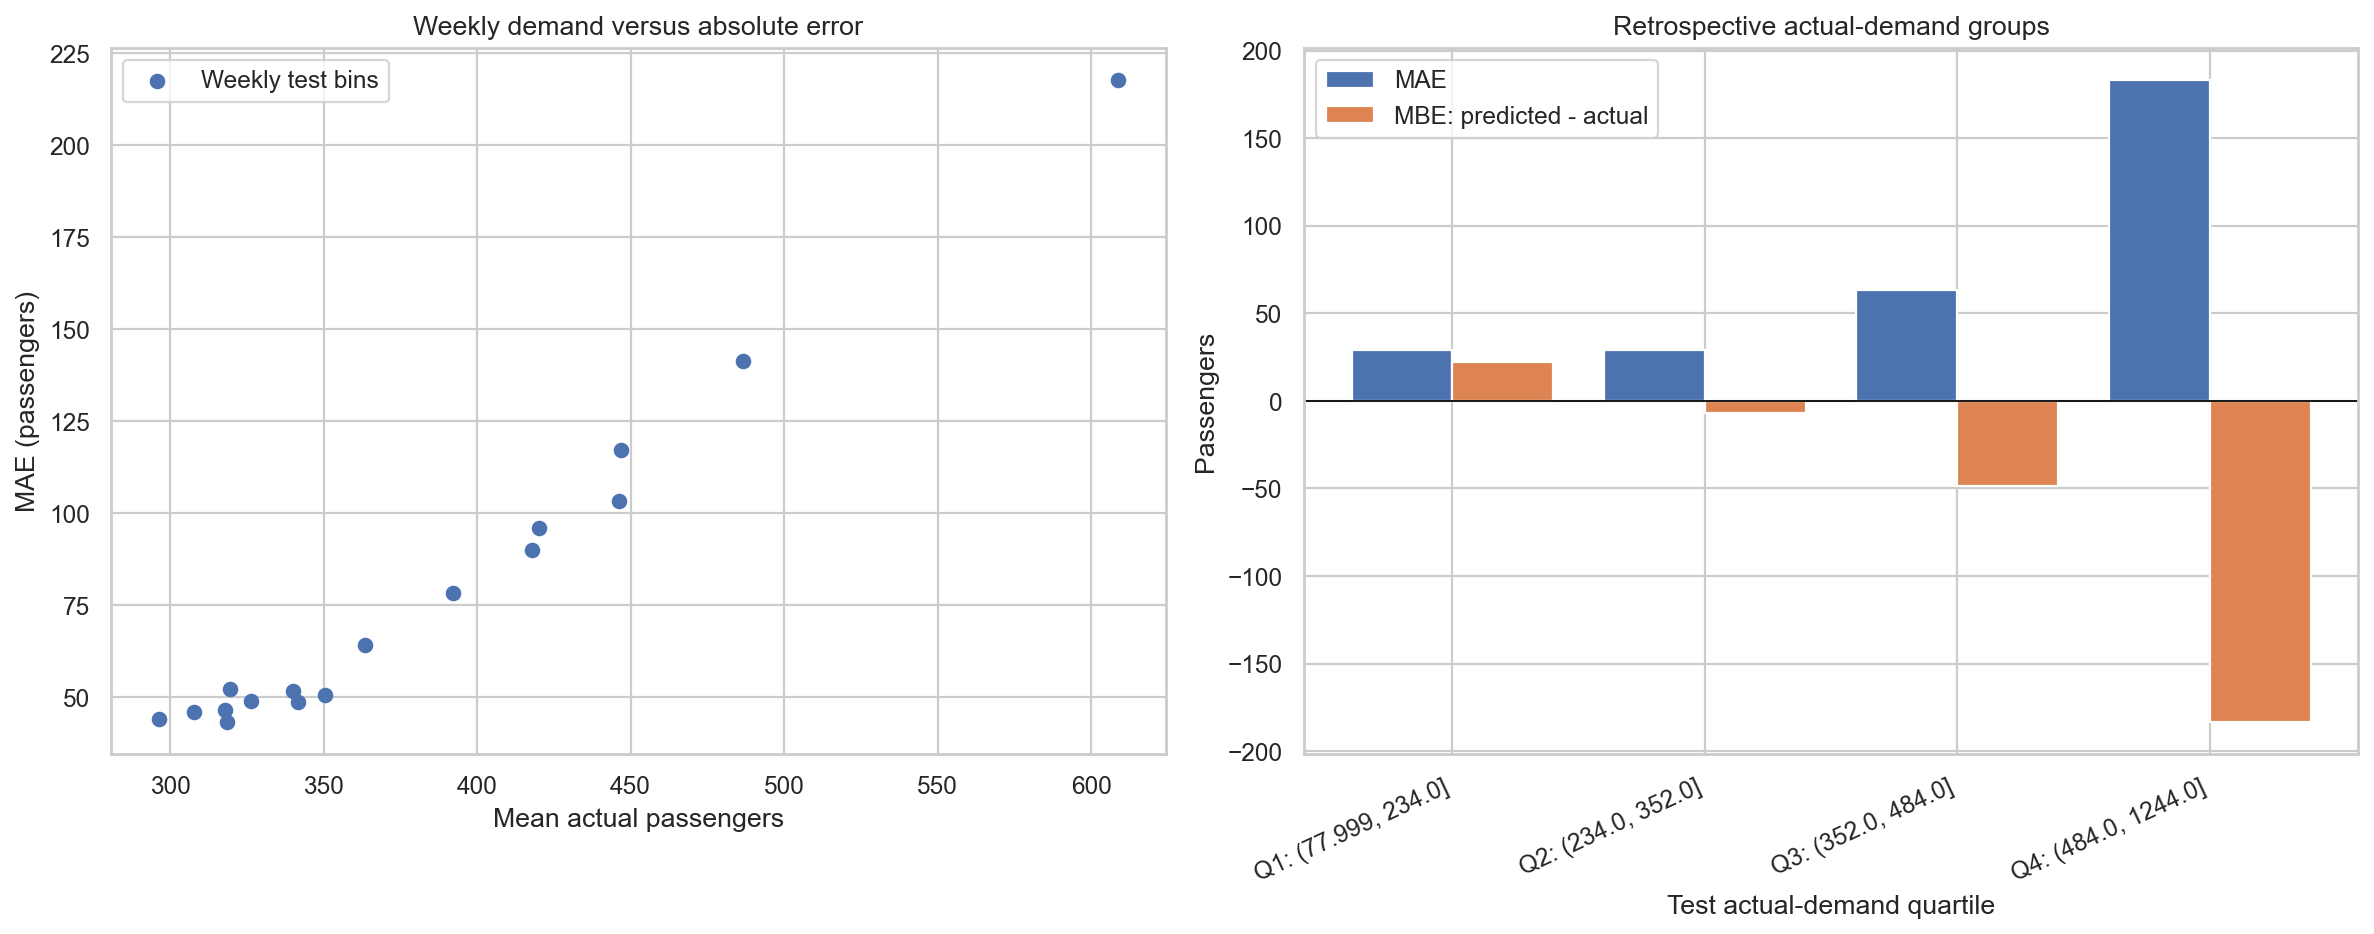 Weekly demand versus absolute error
Weekly test bins
225
200
175
150
125
100
75
50
MAE (passengers)
300 350 400 450 500 550 600
Mean actual passengers
Retrospective actual-demand groups
MAE
MBE: predicted - actual
200
150
100
50
0
−50
−100
−150
−200
Passengers
Q1: (77.999, 234.0]
Q2: (234.0, 352.0]
Q3: (352.0, 484.0]
Q4: (484.0, 1244.0]
Test actual-demand quartile